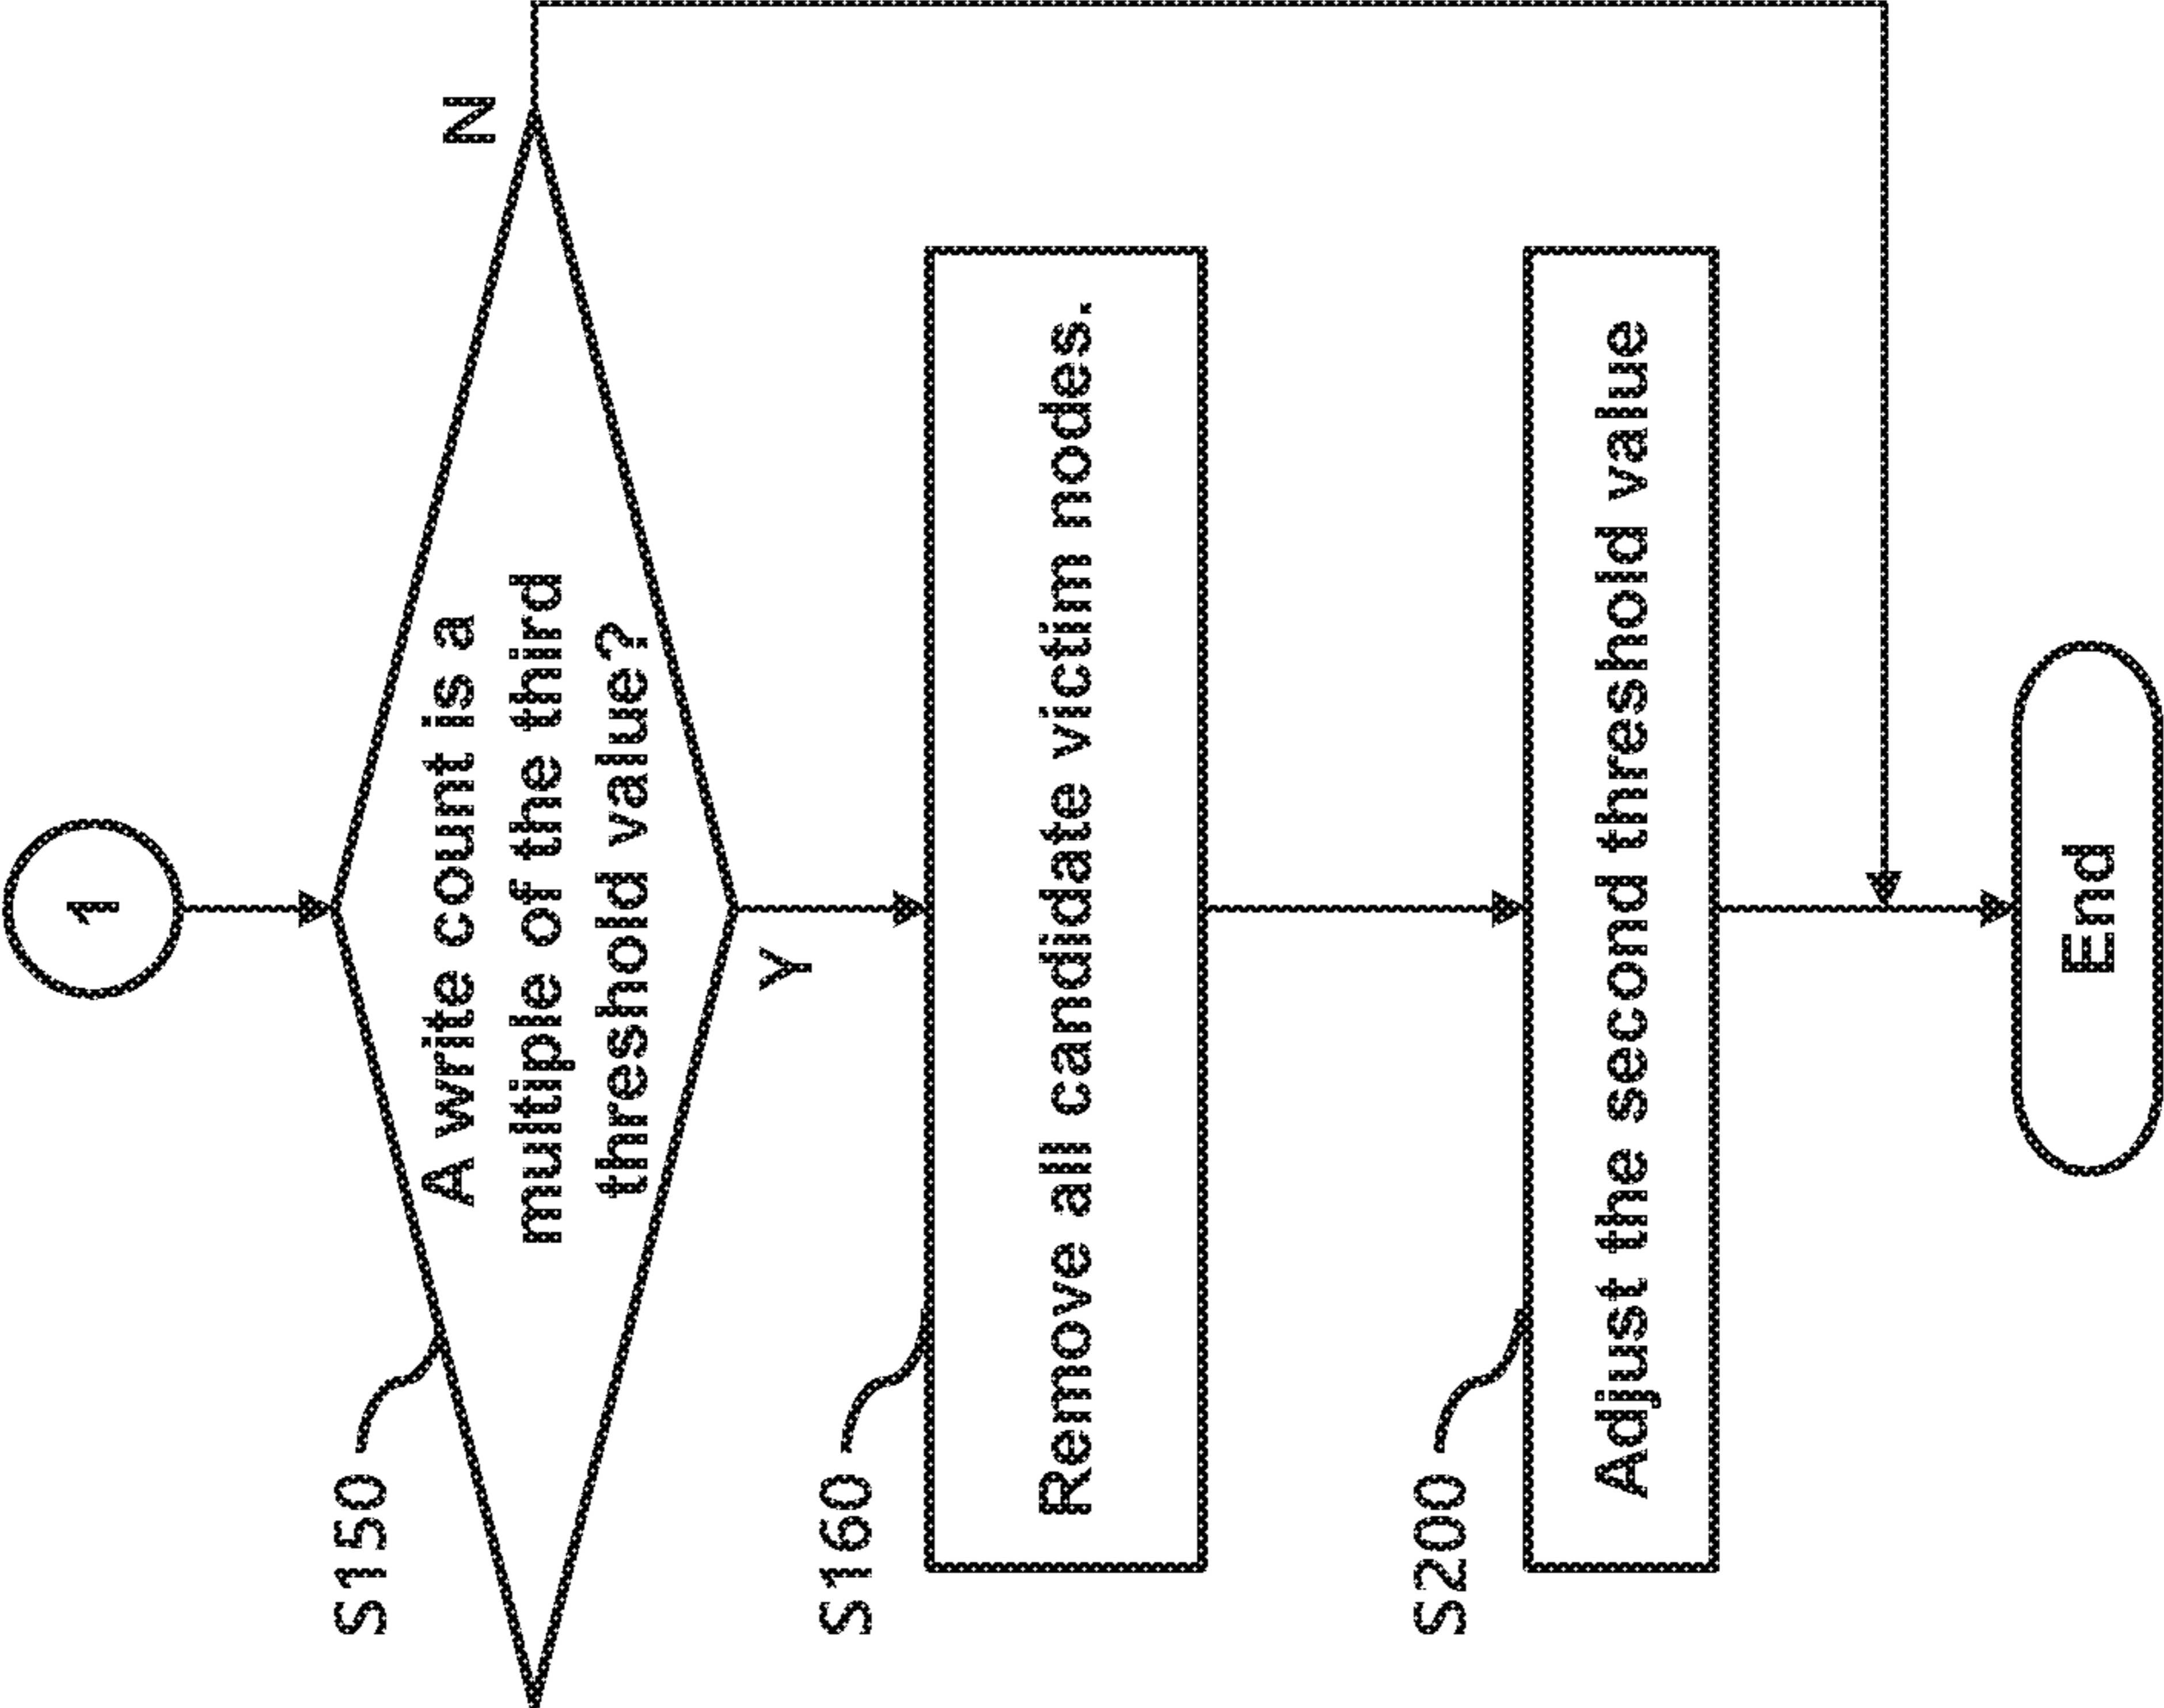 1
S150
A write count is a
multiple of the third
threshold value?
N
Y
S160
Remove all candidate victim nodes.
S200
Adjust the second threshold value
End